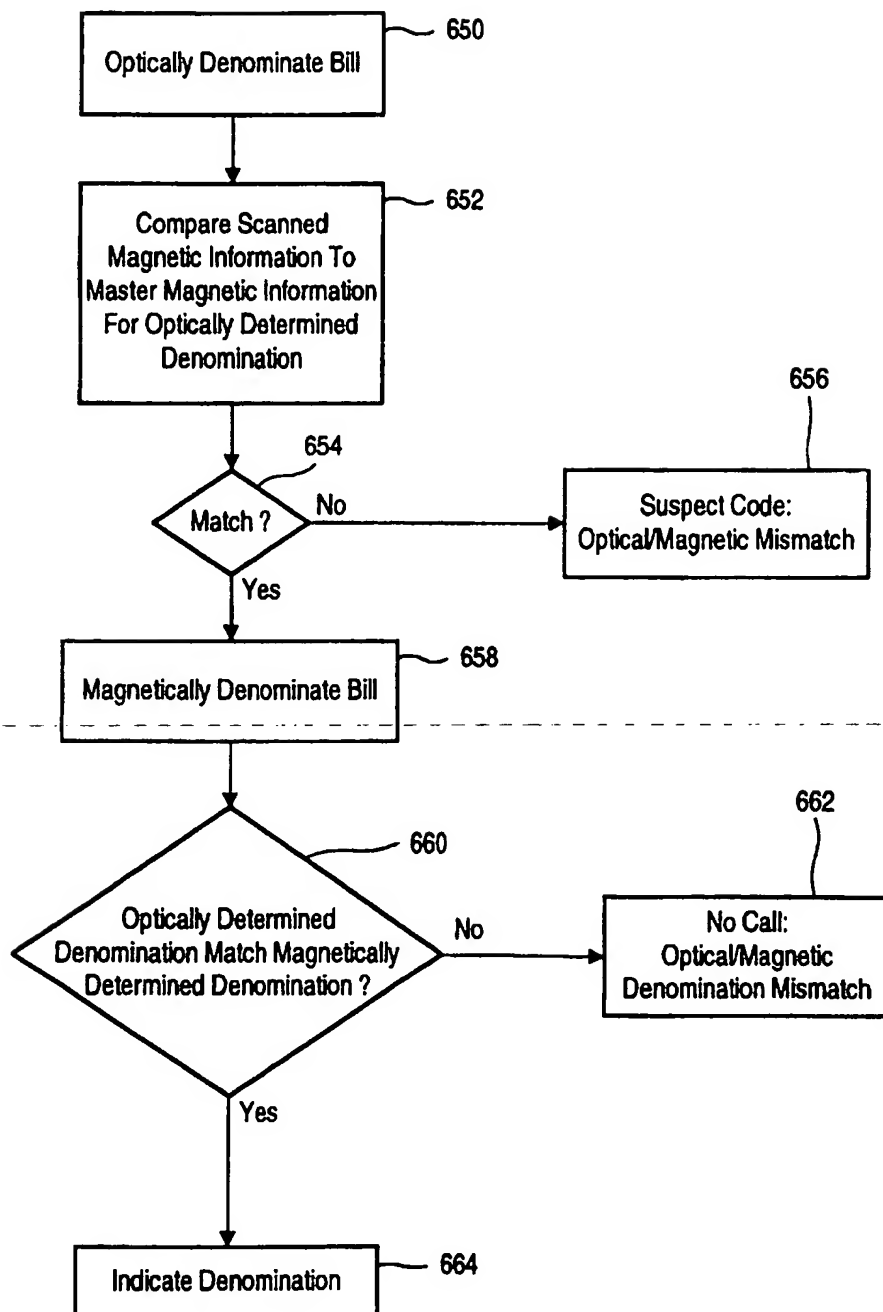 650
Optically Denominate Bill
652
Compare Scanned
Magnetic Information To
Master Magnetic Information
For Optically Determined
Denomination
656
654
Match ?
No
Suspect Code:
Optical/Magnetic Mismatch
Yes
658
Magnetically Denominate Bill
662
660
Optically Determined
Denomination Match Magnetically
Determined Denomination ?
No
No Call:
Optical/Magnetic
Denomination Mismatch
Yes
Indicate Denomination
664